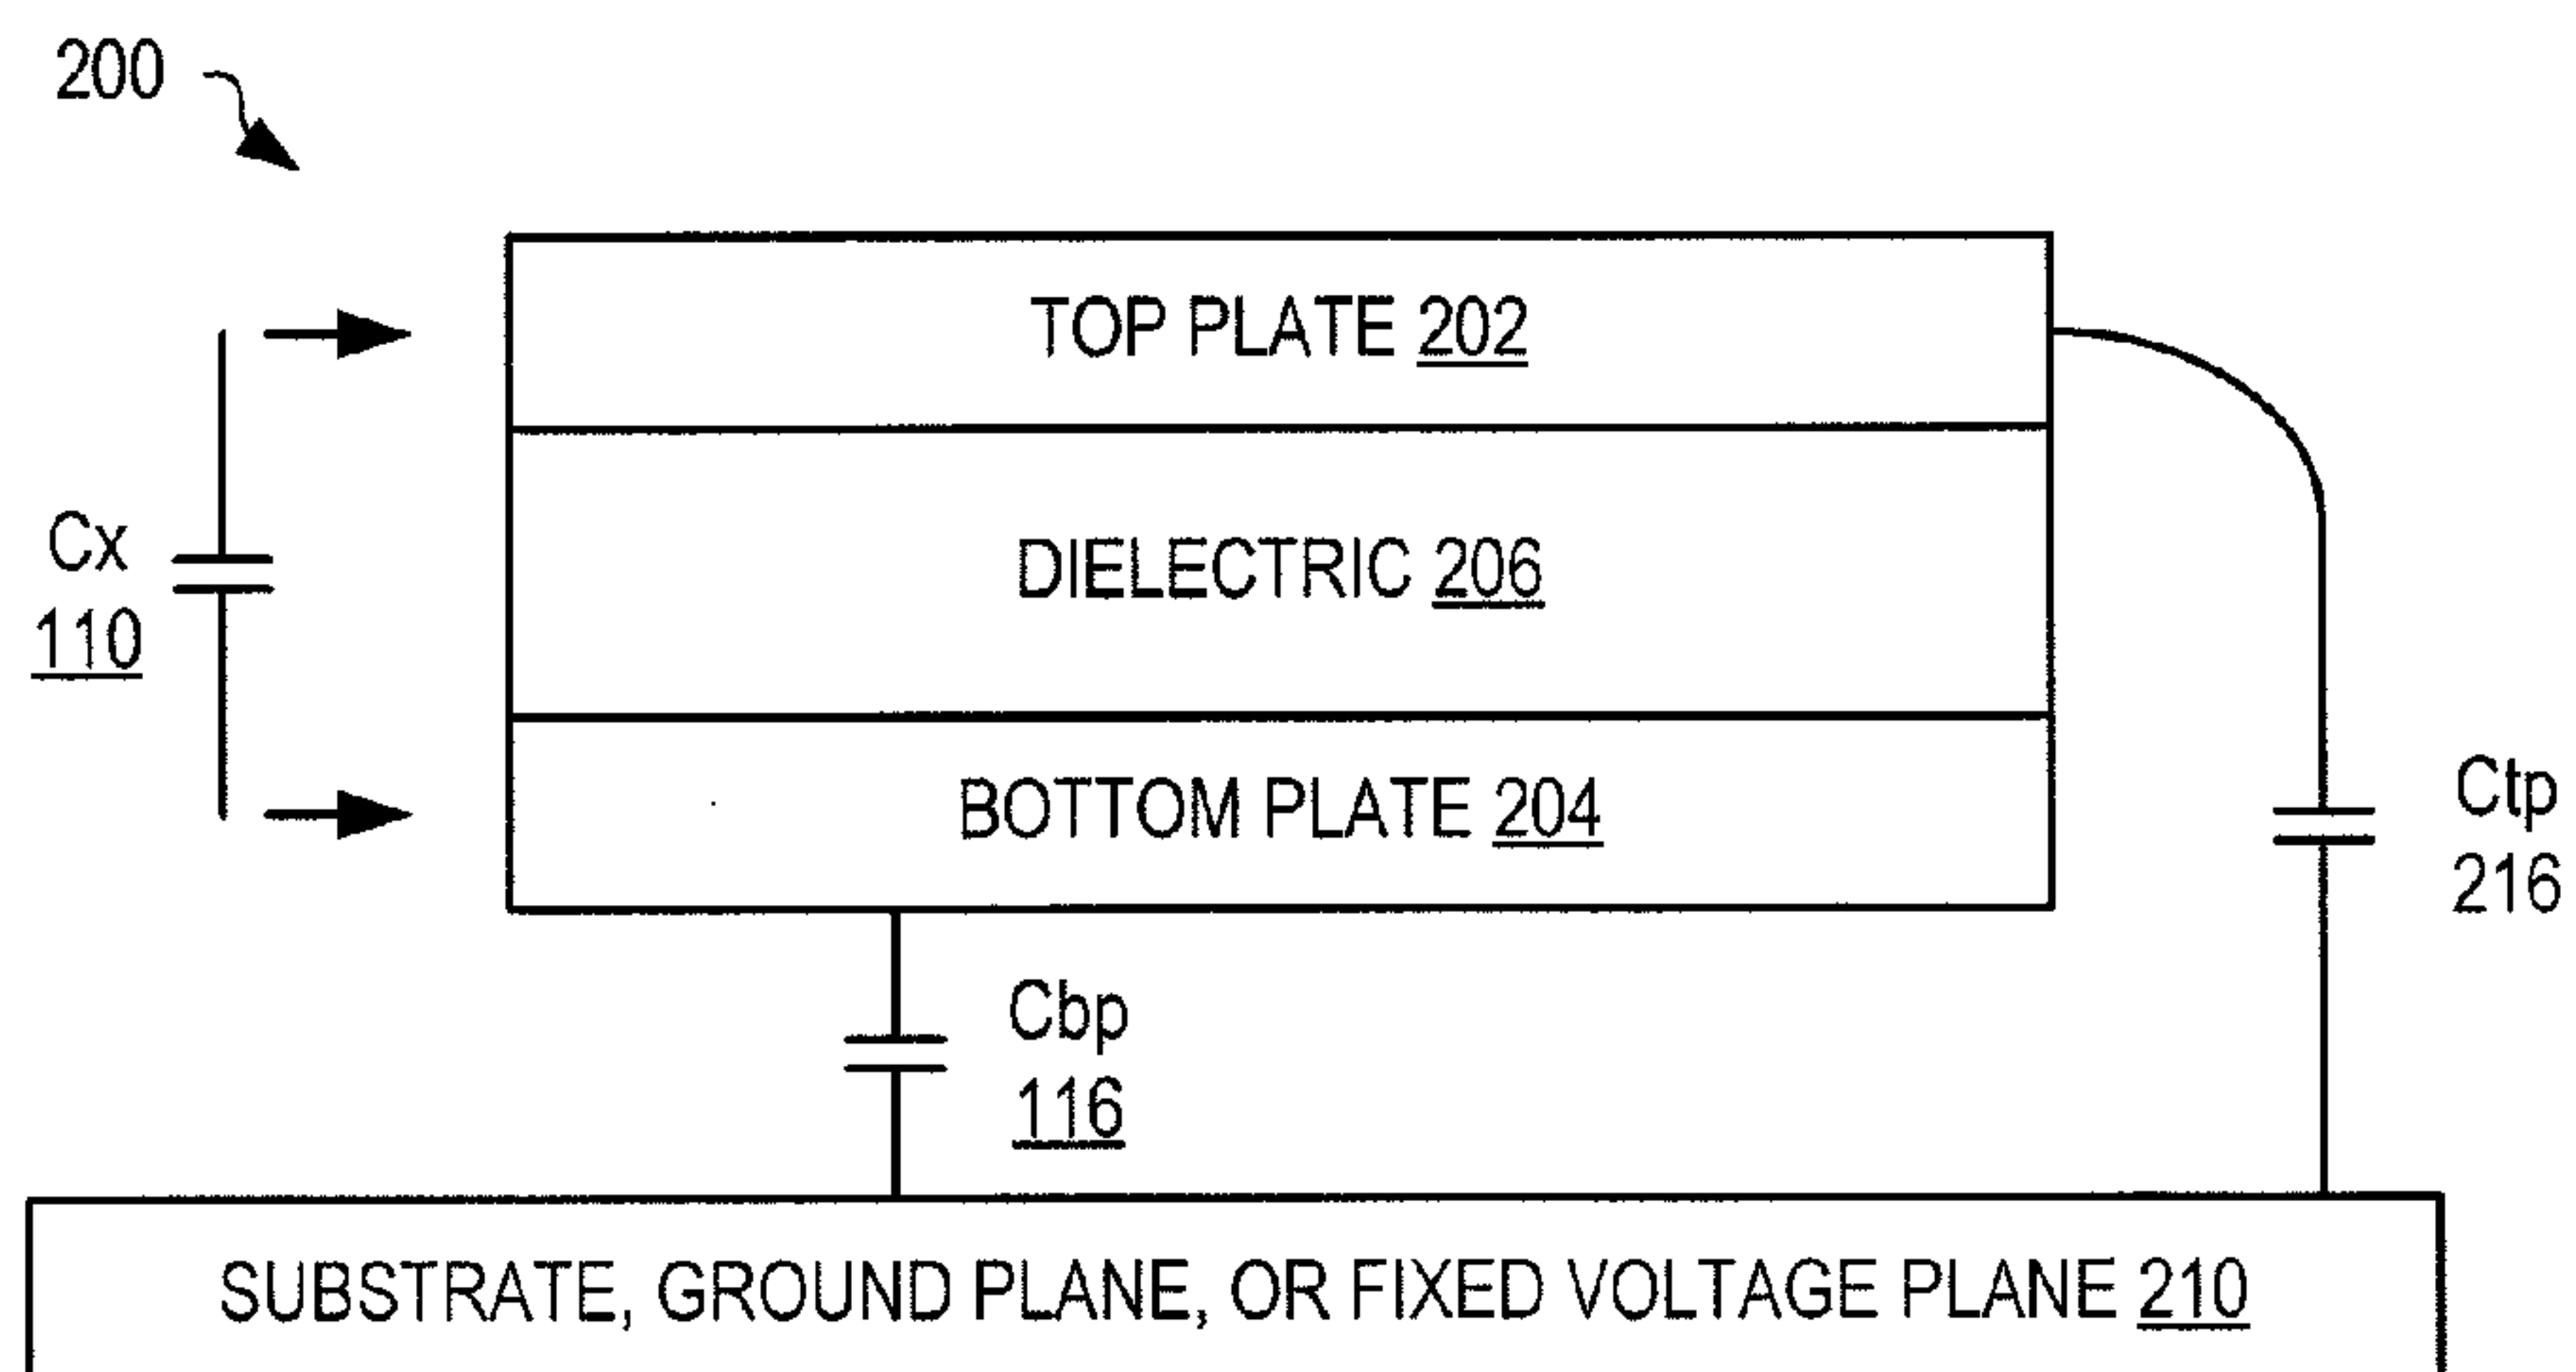 200
TOP PLATE 202
Cx
110
DIELECTRIC 206
BOTTOM PLATE 204
Ctp
216
Cbp
116
SUBSTRATE, GROUND PLANE, OR FIXED VOLTAGE PLANE 210